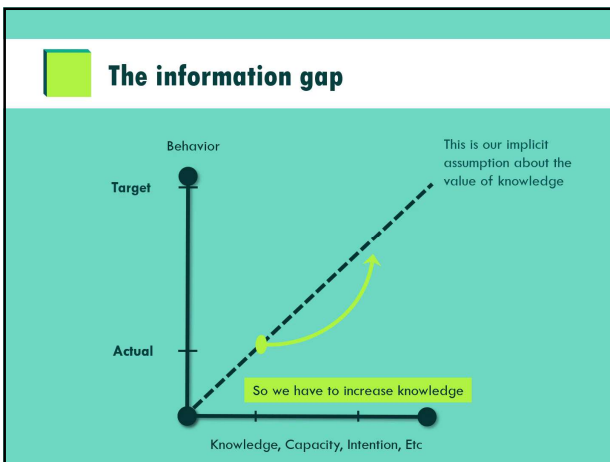 The information gap
Behavior
This is our implicit
assumption about the
value of knowledge
Target
Actual
So we have to increase knowledge
Knowledge, Capacity, Intention, Etc